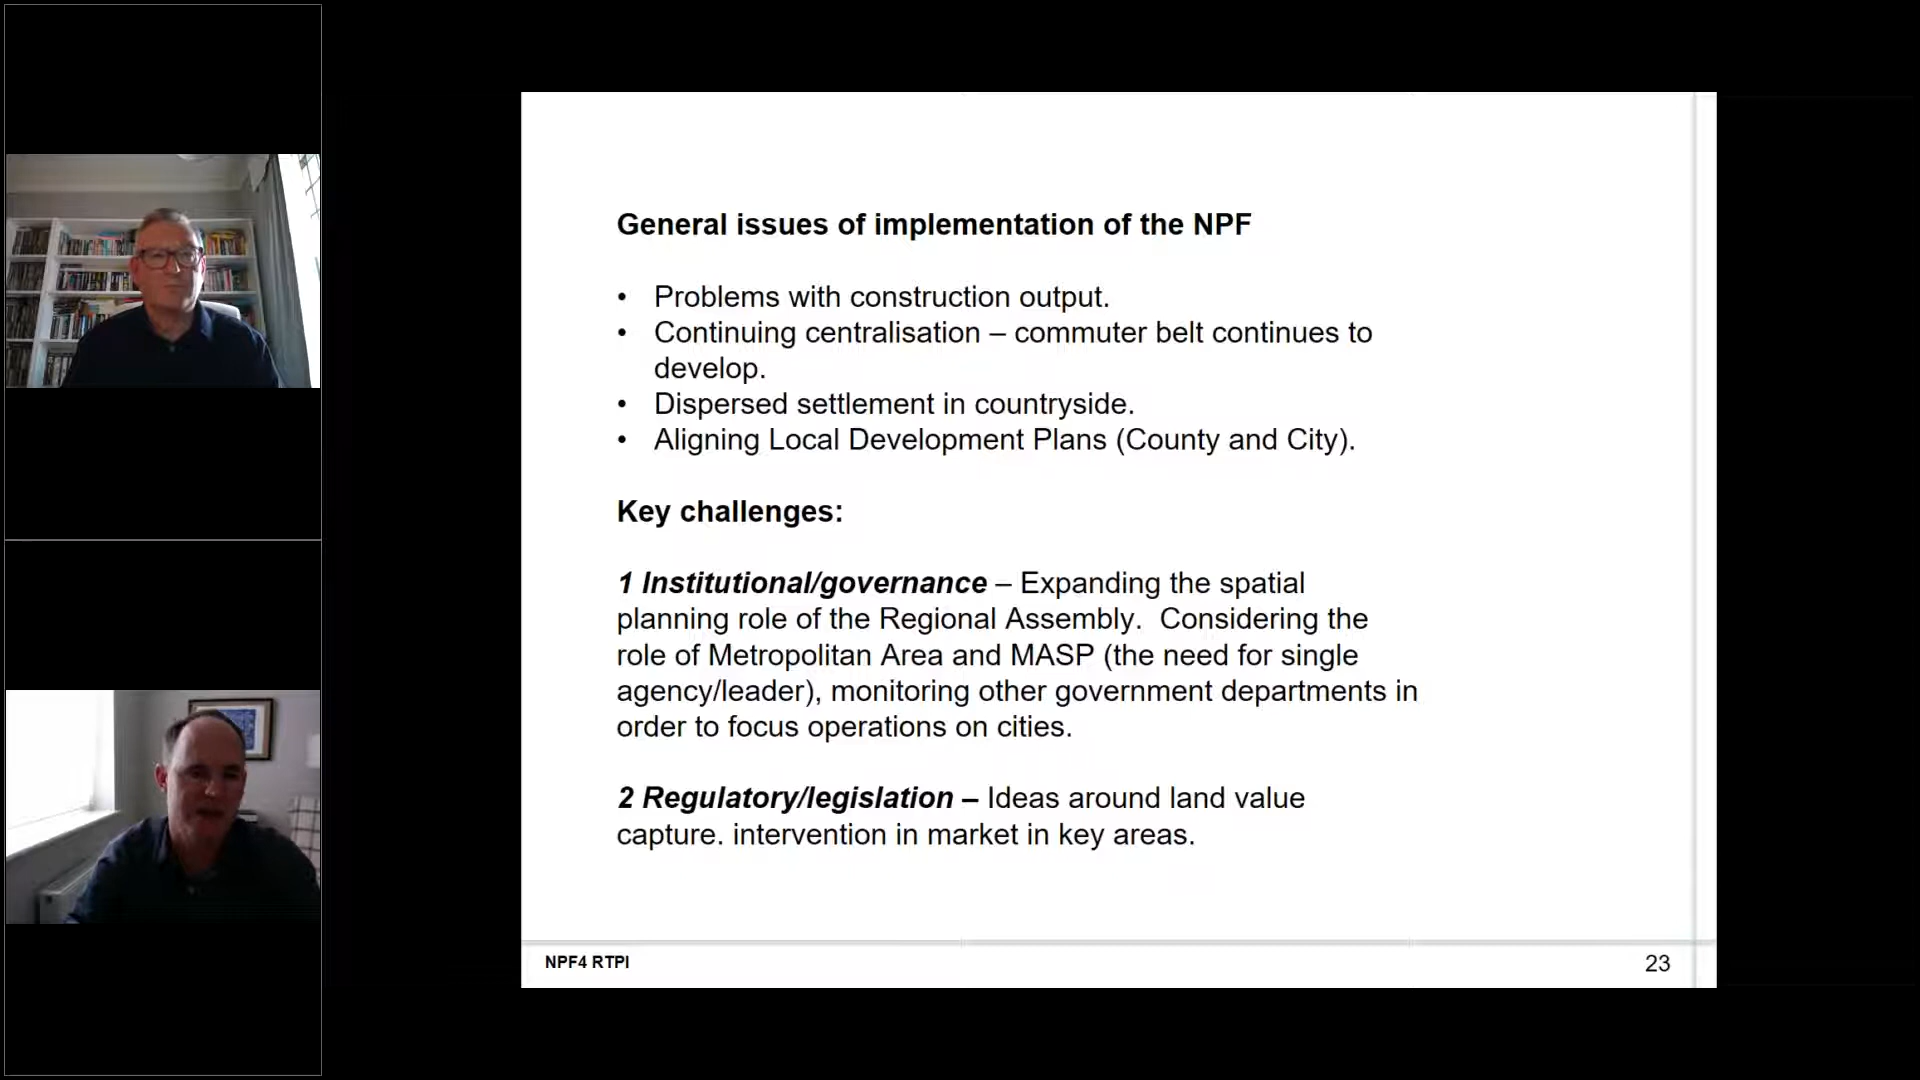 General issues of implementation of the NPF
• Problems with construction output.
• Continuing centralisation – commuter belt continues to
develop.
• Dispersed settlement in countryside.
• Aligning Local Development Plans (County and City).
Key challenges:
1 Institutional/governance – Expanding the spatial
planning role of the Regional Assembly. Considering the
role of Metropolitan Area and MASP (the need for single
agency/leader), monitoring other government departments in
order to focus operations on cities.
2 Regulatory/legislation – Ideas around land value
capture. intervention in market in key areas.
NPF4 RTPI
23